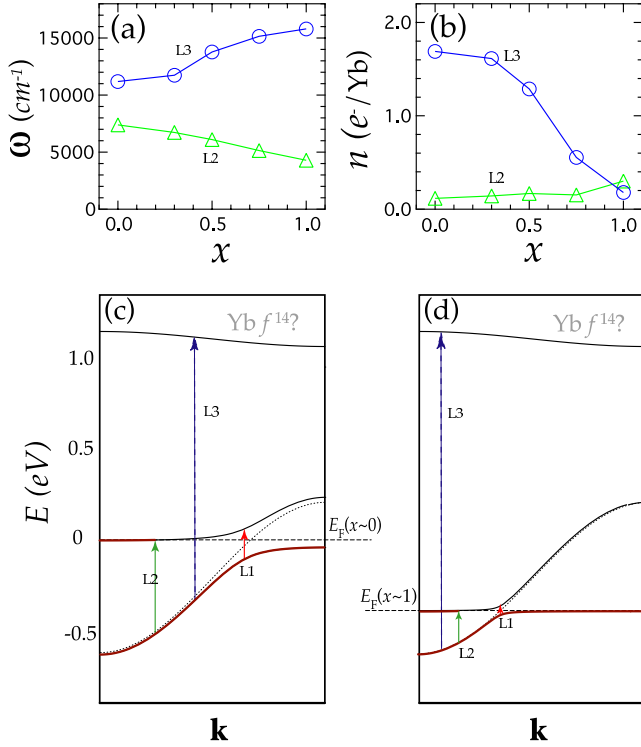 (a)
15000
10000
5000
0
ω (cm⁻¹)
L3
L2
0.0
0.5
1.0
x
(b)
2.0
1.0
0.0
n (e⁻/Yb)
L3
L2
0.0
0.5
1.0
x
(c)
Yb f¹⁴?
1.0
0.5
0
-0.5
E (eV)
L3
L2
L1
E_F(x~0)
k
(d)
Yb f¹⁴?
L3
E_F(x~1)
L1
L2
k